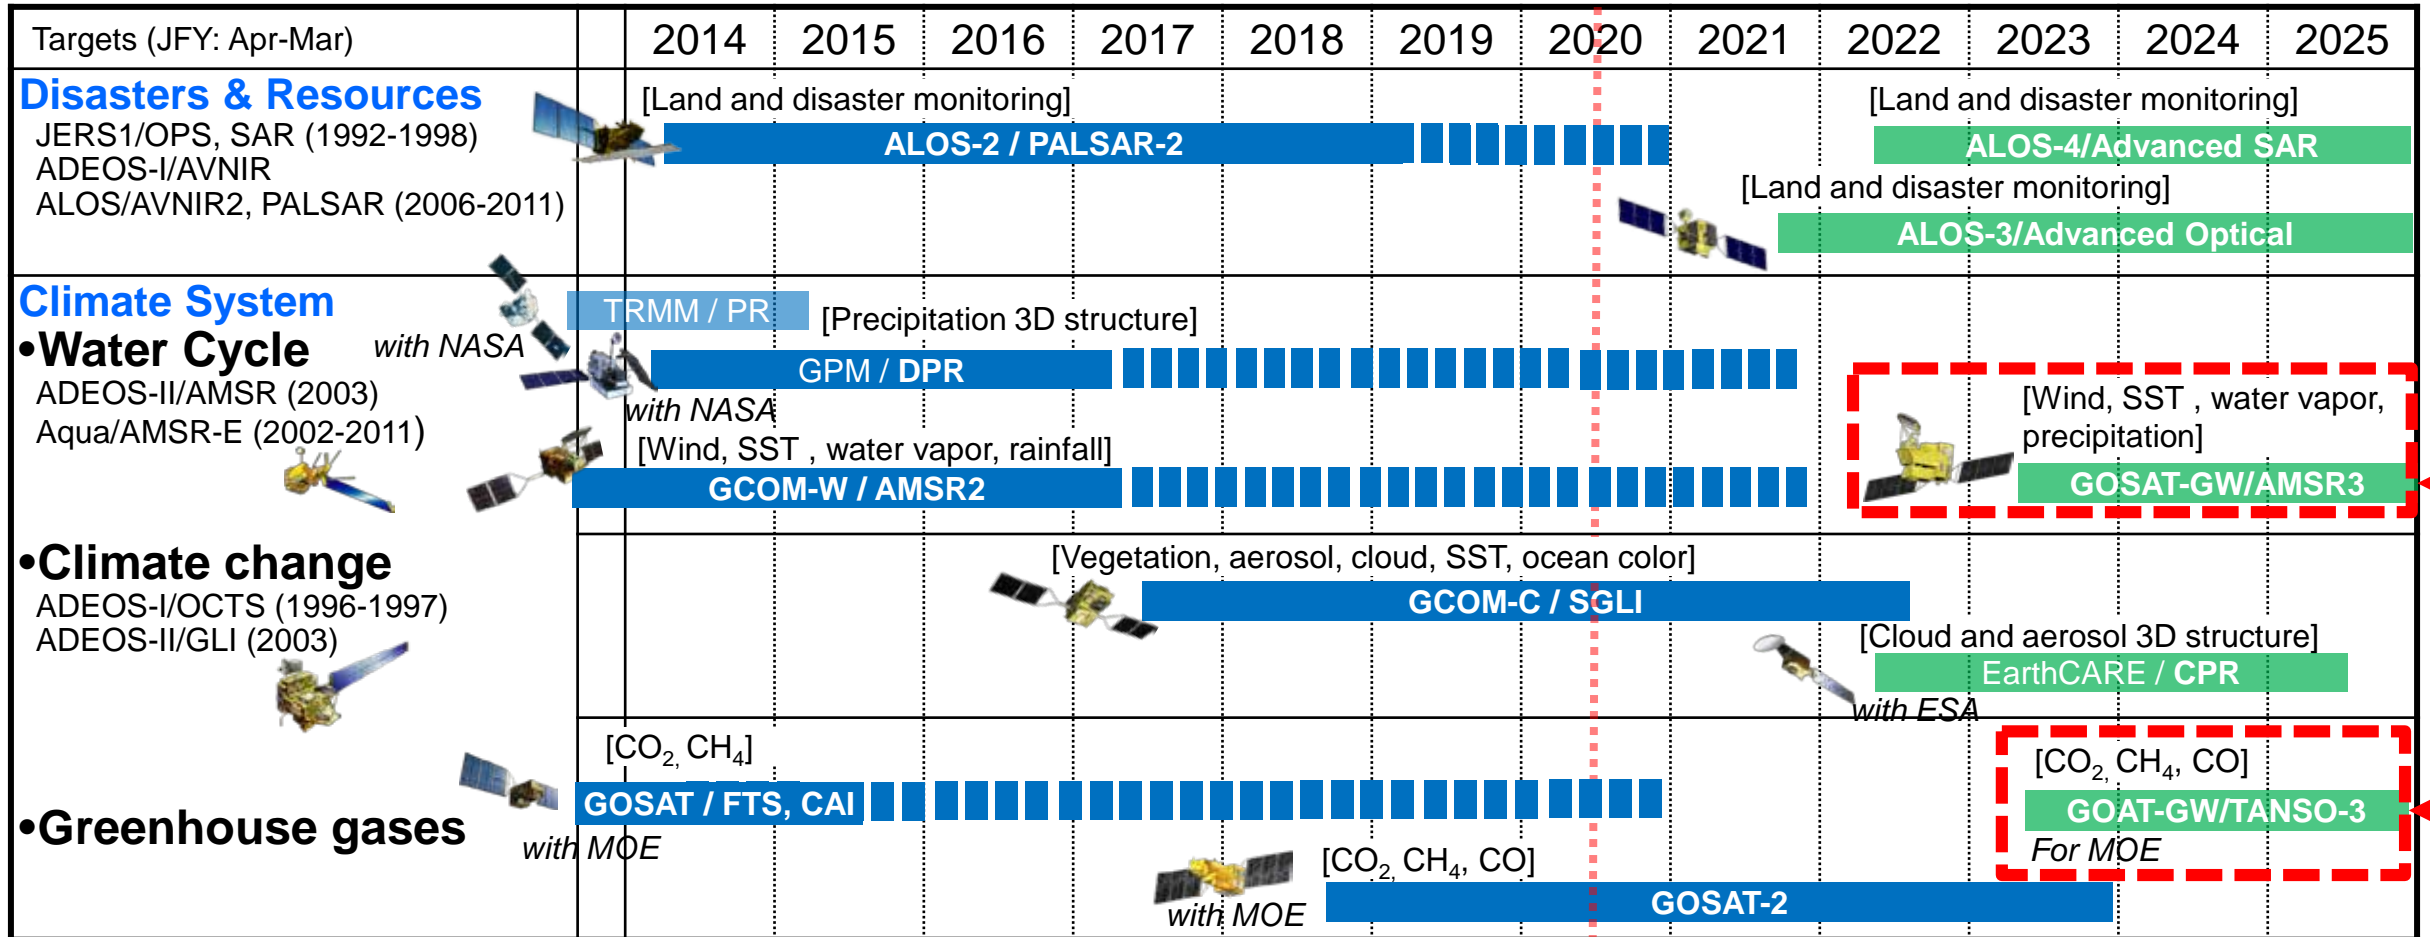 Targets (JFY: Apr-Mar)
2014 2015 2016 2017 2018 2019 2020 2021 2022 2023 2024 2025
Disasters & Resources
JERS1/OPS, SAR (1992-1998)
ADEOS-I/AVNIR
ALOS/AVNIR2, PALSAR (2006-2011)
[Land and disaster monitoring]
ALOS-2 / PALSAR-2
[Land and disaster monitoring]
ALOS-4/Advanced SAR
[Land and disaster monitoring]
ALOS-3/Advanced Optical
Climate System
•Water Cycle
with NASA
ADEOS-II/AMSR (2003)
Aqua/AMSR-E (2002-2011)
TRMM / PR
[Precipitation 3D structure]
GPM / DPR
with NASA
[Wind, SST , water vapor, rainfall]
GCOM-W / AMSR2
[Wind, SST , water vapor,
precipitation]
GOSAT-GW/AMSR3
•Climate change
ADEOS-I/OCTS (1996-1997)
ADEOS-II/GLI (2003)
[Vegetation, aerosol, cloud, SST, ocean color]
GCOM-C / SGLI
[Cloud and aerosol 3D structure]
EarthCARE / CPR
with ESA
•Greenhouse gases
[CO2, CH4]
GOSAT / FTS, CAI
with MOE
[CO2, CH4, CO]
GOAT-GW/TANSO-3
For MOE
[CO2, CH4, CO]
with MOE
GOSAT-2